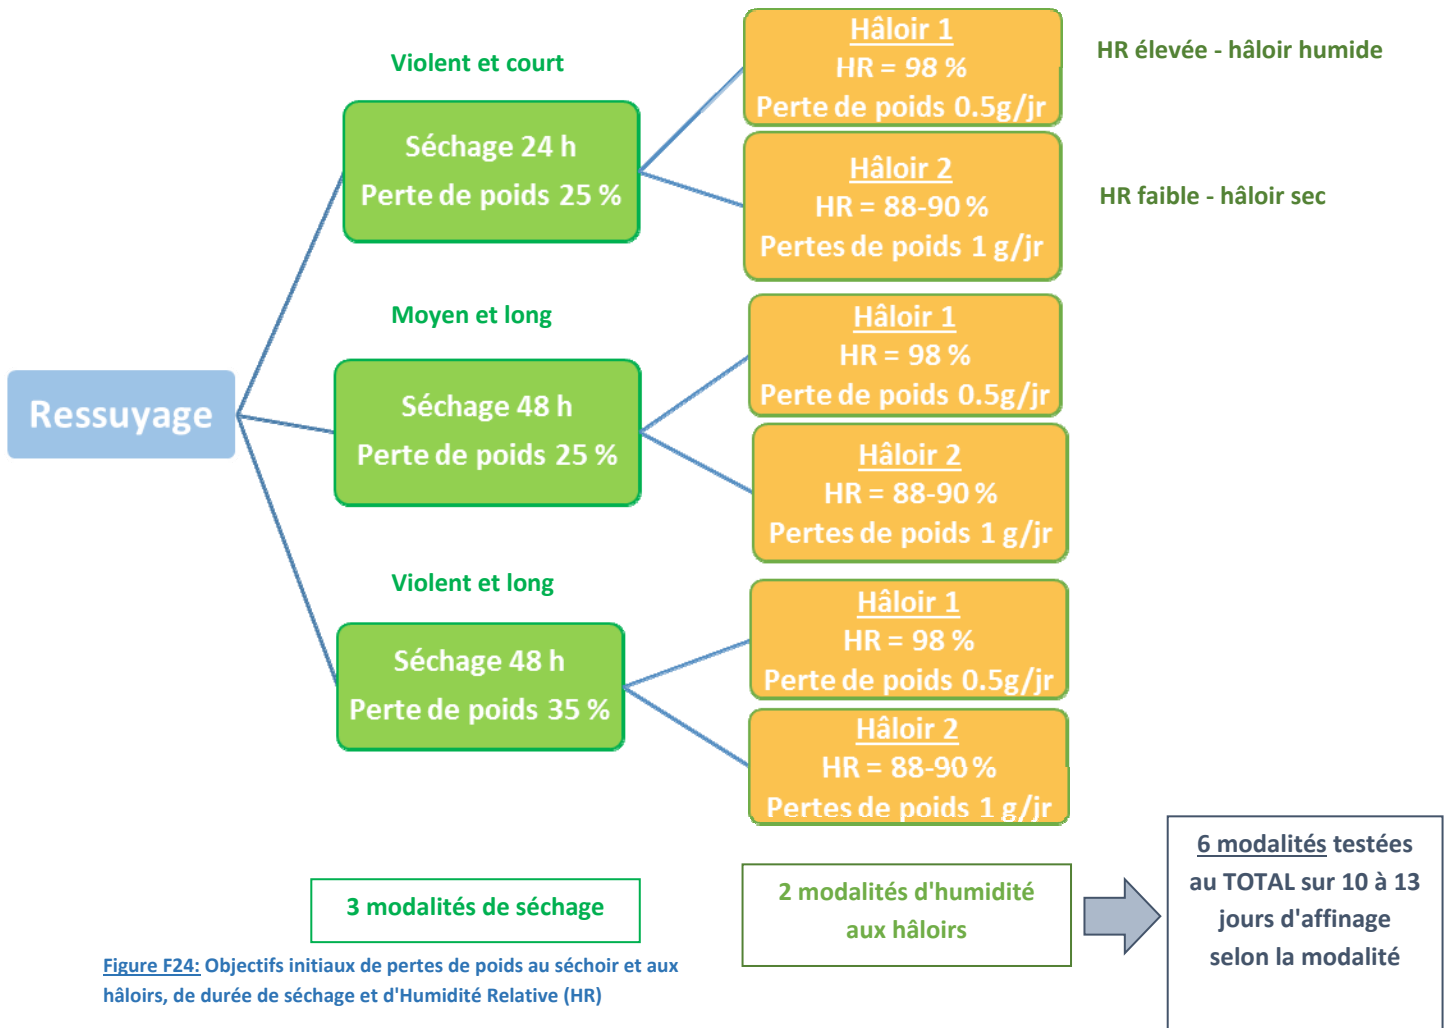 Violent et court
Séchage 24 h
Perte de poids 25 %
Hâloir 1
HR = 98 %
Perte de poids 0.5g/jr
HR élevée - hâloir humide
Hâloir 2
HR = 88-90 %
Pertes de poids 1 g/jr
HR faible - hâloir sec
Ressuyage
Moyen et long
Séchage 48 h
Perte de poids 25 %
Hâloir 1
HR = 98 %
Perte de poids 0.5g/jr
Hâloir 2
HR = 88-90 %
Pertes de poids 1 g/jr
Violent et long
Séchage 48 h
Perte de poids 35 %
Hâloir 1
HR = 98 %
Perte de poids 0.5g/jr
Hâloir 2
HR = 88-90 %
Pertes de poids 1 g/jr
3 modalités de séchage
2 modalités d'humidité
aux hâloirs
6 modalités testées
au TOTAL sur 10 à 13
jours d'affinage
selon la modalité
Figure F24: Objectifs initiaux de pertes de poids au séchoir et aux
hâloirs, de durée de séchage et d'Humidité Relative (HR)